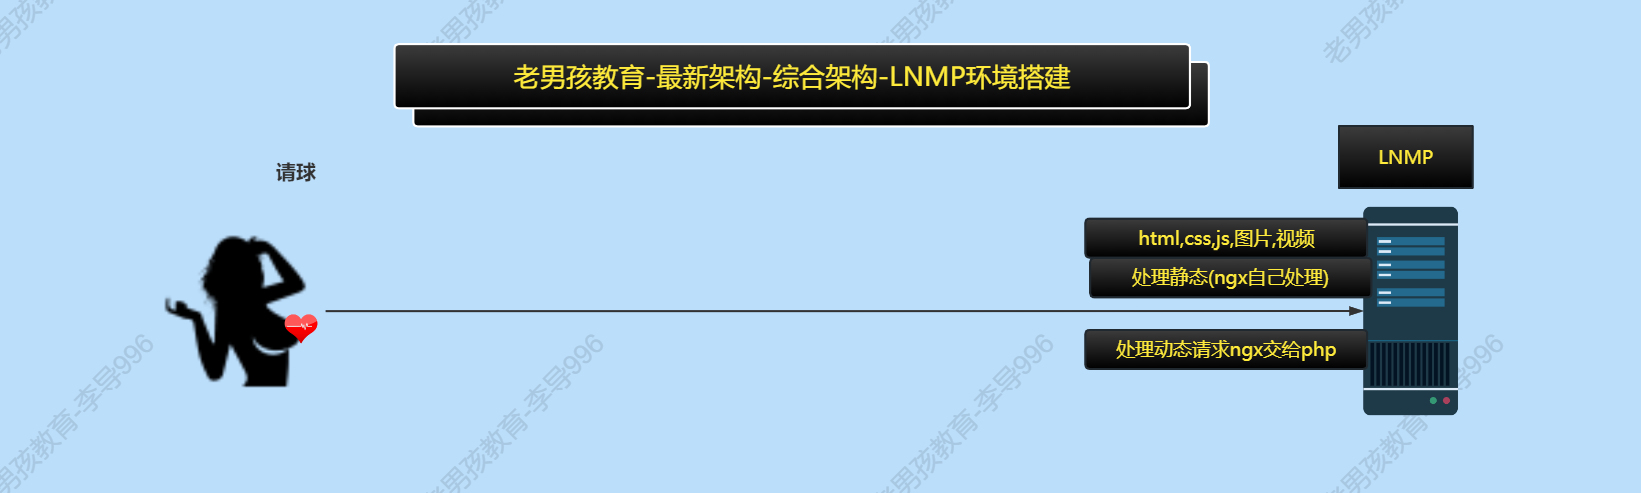 老男孩教育-最新架构-综合架构-LNMP环境搭建
LNMP
请球
html,css,js,图片,视频
处理静态(ngx自己处理)
处理动态请求ngx交给php
老男孩教育-李导996
老男孩教育-李导996
老男孩教育-李导996
老男孩教育-李导996